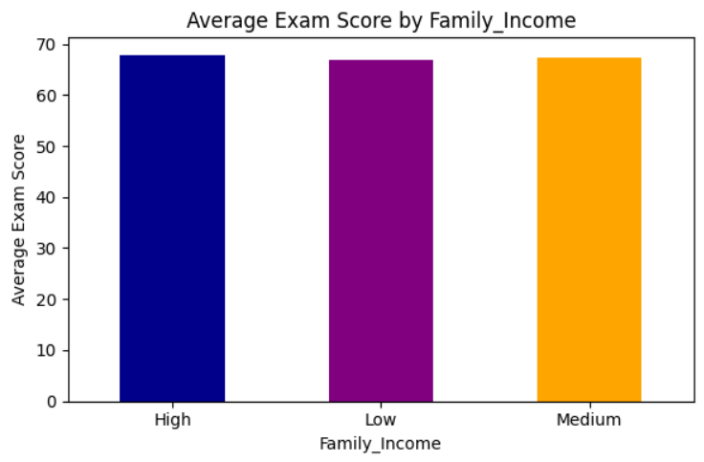 Average Exam Score by Family_Income
Average Exam Score
70
60
50
40
30
20
10
0
High Low Medium
Family_Income